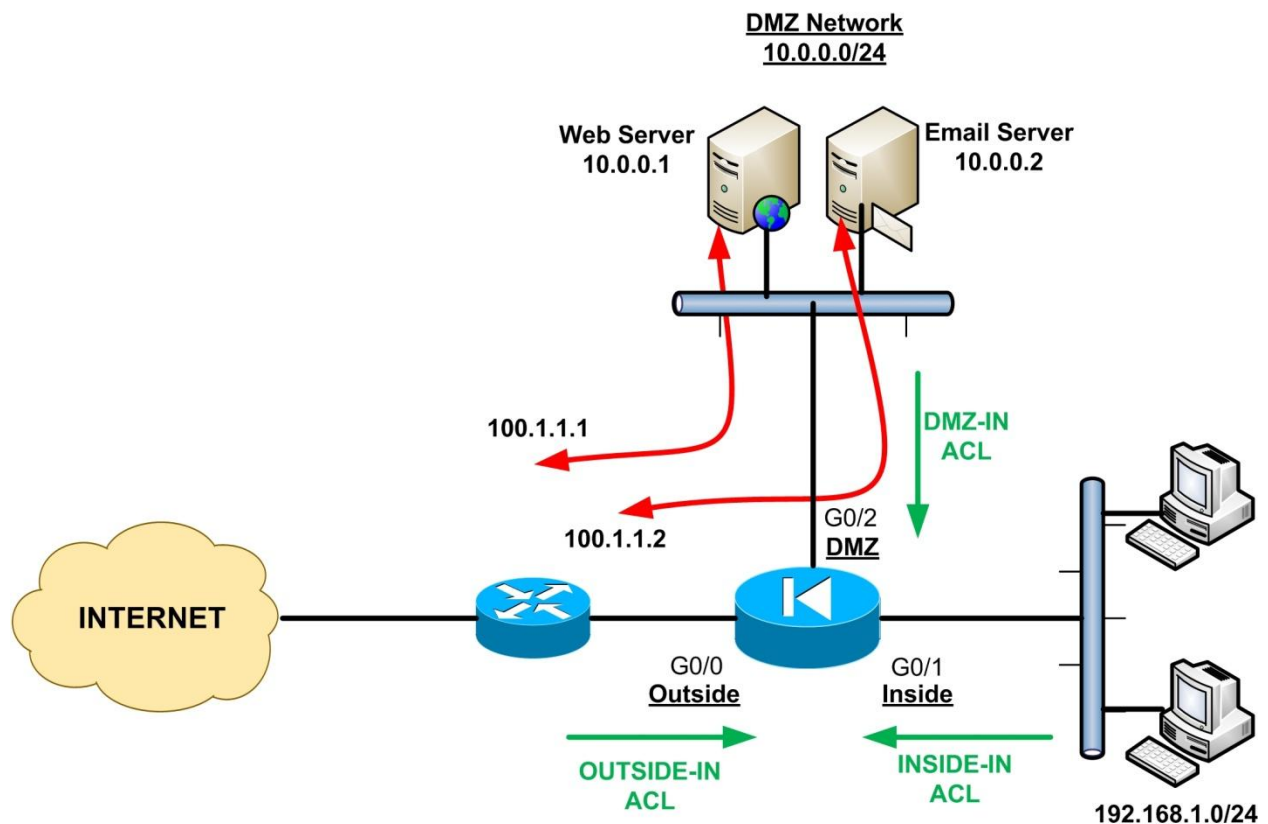 DMZ Network
10.0.0.0/24
Web Server
10.0.0.1
Email Server
10.0.0.2
100.1.1.1
100.1.1.2
DMZ-IN
ACL
G0/2
DMZ
INTERNET
G0/0
Outside
G0/1
Inside
OUTSIDE-IN
ACL
INSIDE-IN
ACL
192.168.1.0/24